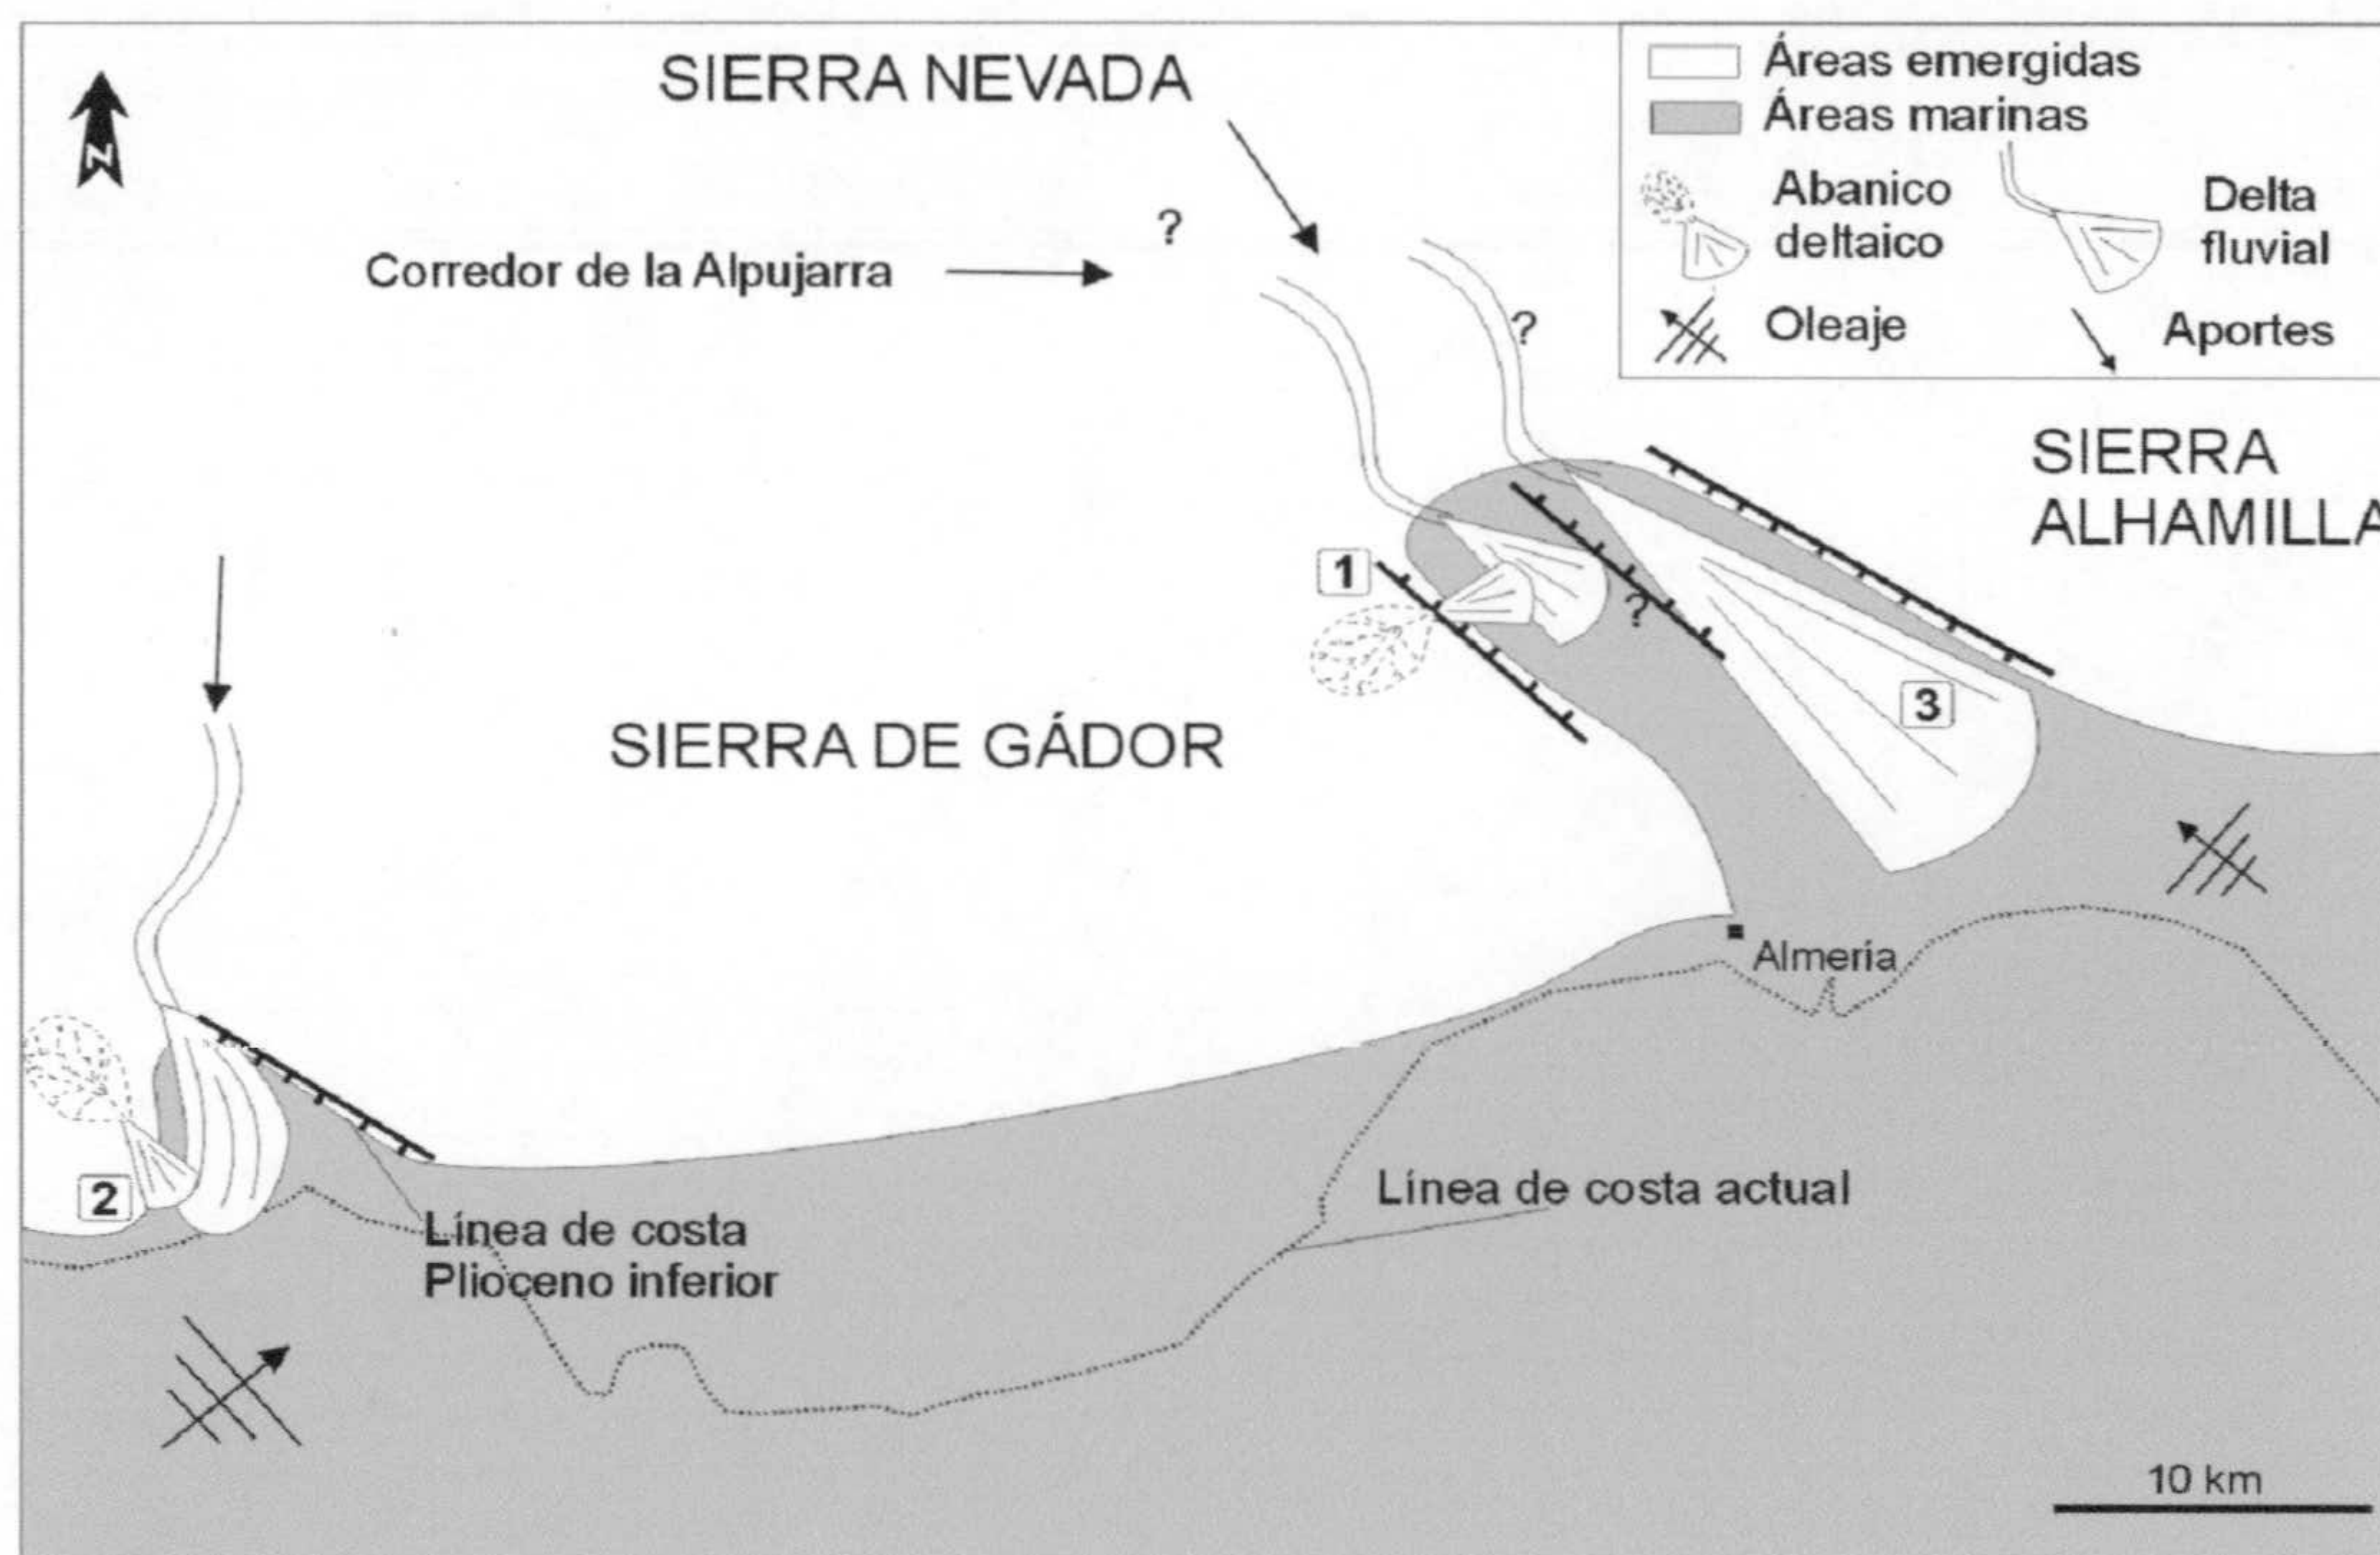 SIERRA NEVADA
Áreas emergidas
Áreas marinas
N
Abanico
deltaico
Delta
fluvial
Oleaje
Aportes
?
Corredor de la Alpujarra
?
SIERRA
ALHAMILLA
1
?
3
SIERRA DE GÁDOR
Almería
2
Línea de costa actual
Línea de costa
Plioceno inferior
10 km